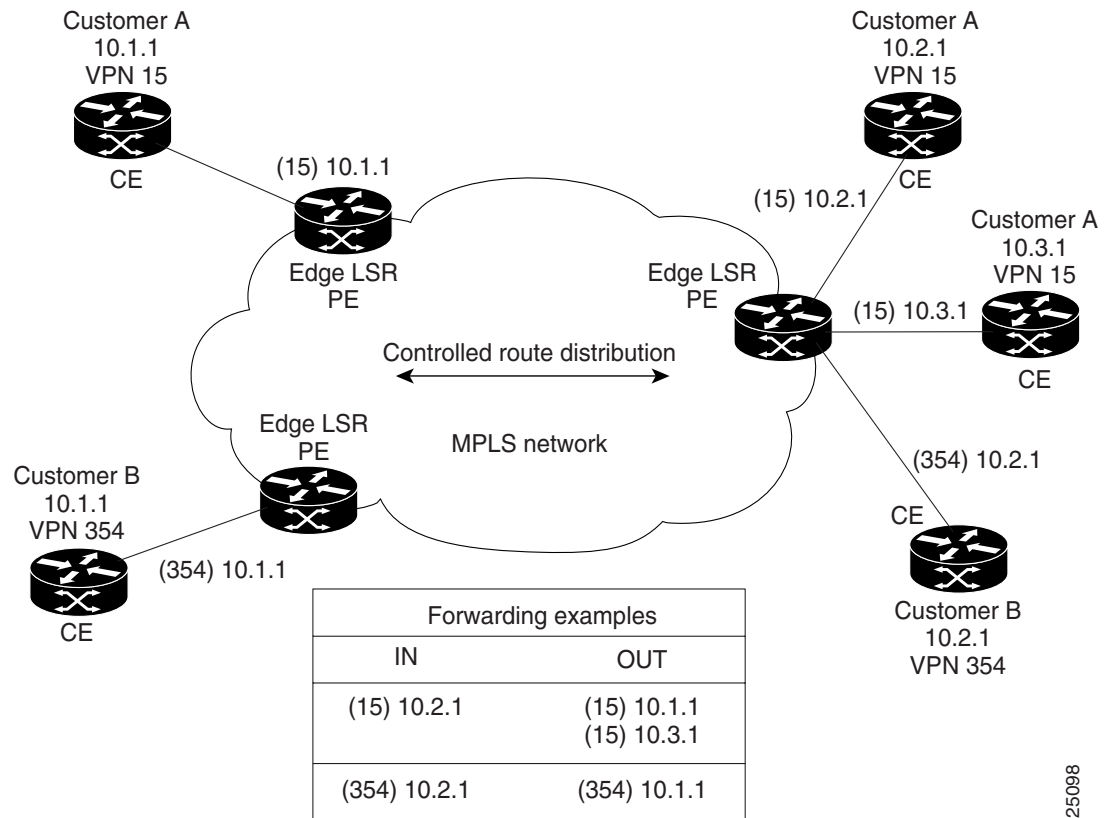 Customer A
10.1.1
VPN 15
CE
(15) 10.1.1
Edge LSR
PE
Customer A
10.2.1
VPN 15
CE
(15) 10.2.1
Customer A
10.3.1
VPN 15
Edge LSR
PE
(15) 10.3.1
CE
Controlled route distribution
MPLS network
Edge LSR
PE
Customer B
10.1.1
VPN 354
(354) 10.1.1
CE
(354) 10.2.1
CE
Customer B
10.2.1
VPN 354
Forwarding examples
IN OUT
(15) 10.2.1 (15) 10.1.1
(15) 10.3.1
(354) 10.2.1 (354) 10.1.1
25098